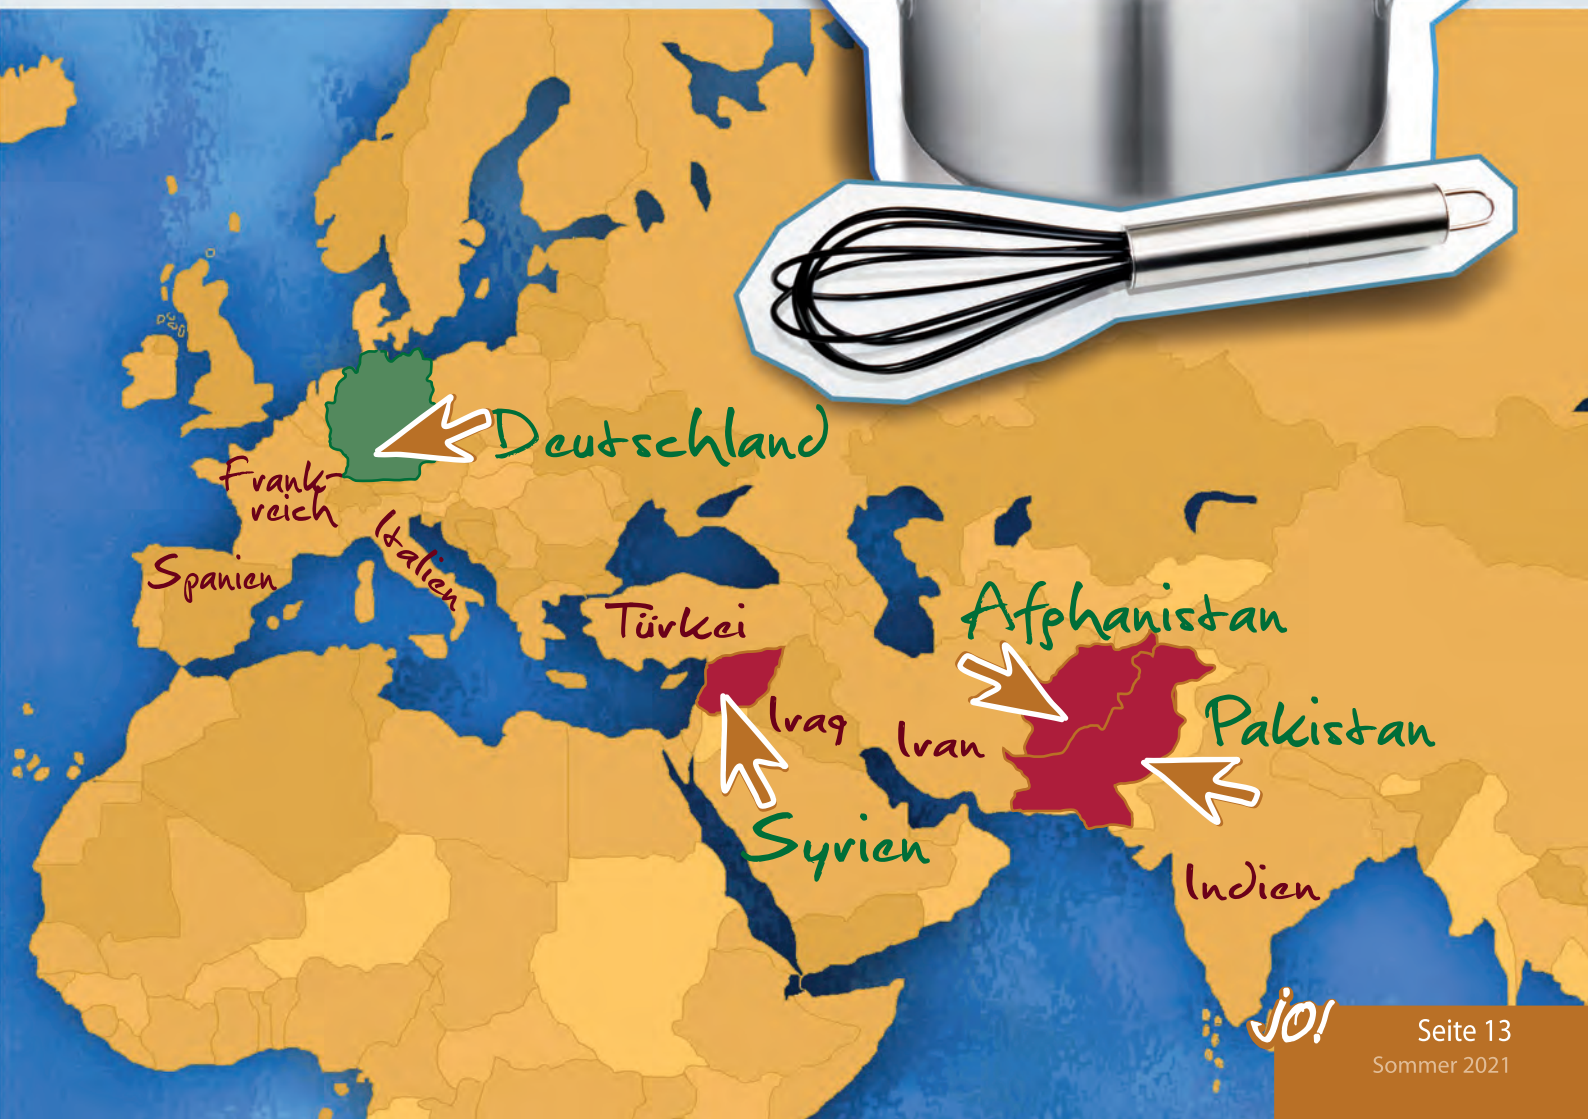 Deutschland
Frank-
reich
Italien
Spanien
Türkei
Afghanistan
Iraq
Iran
Pakistan
Syrien
Indien
jo!
Seite 13
Sommer 2021